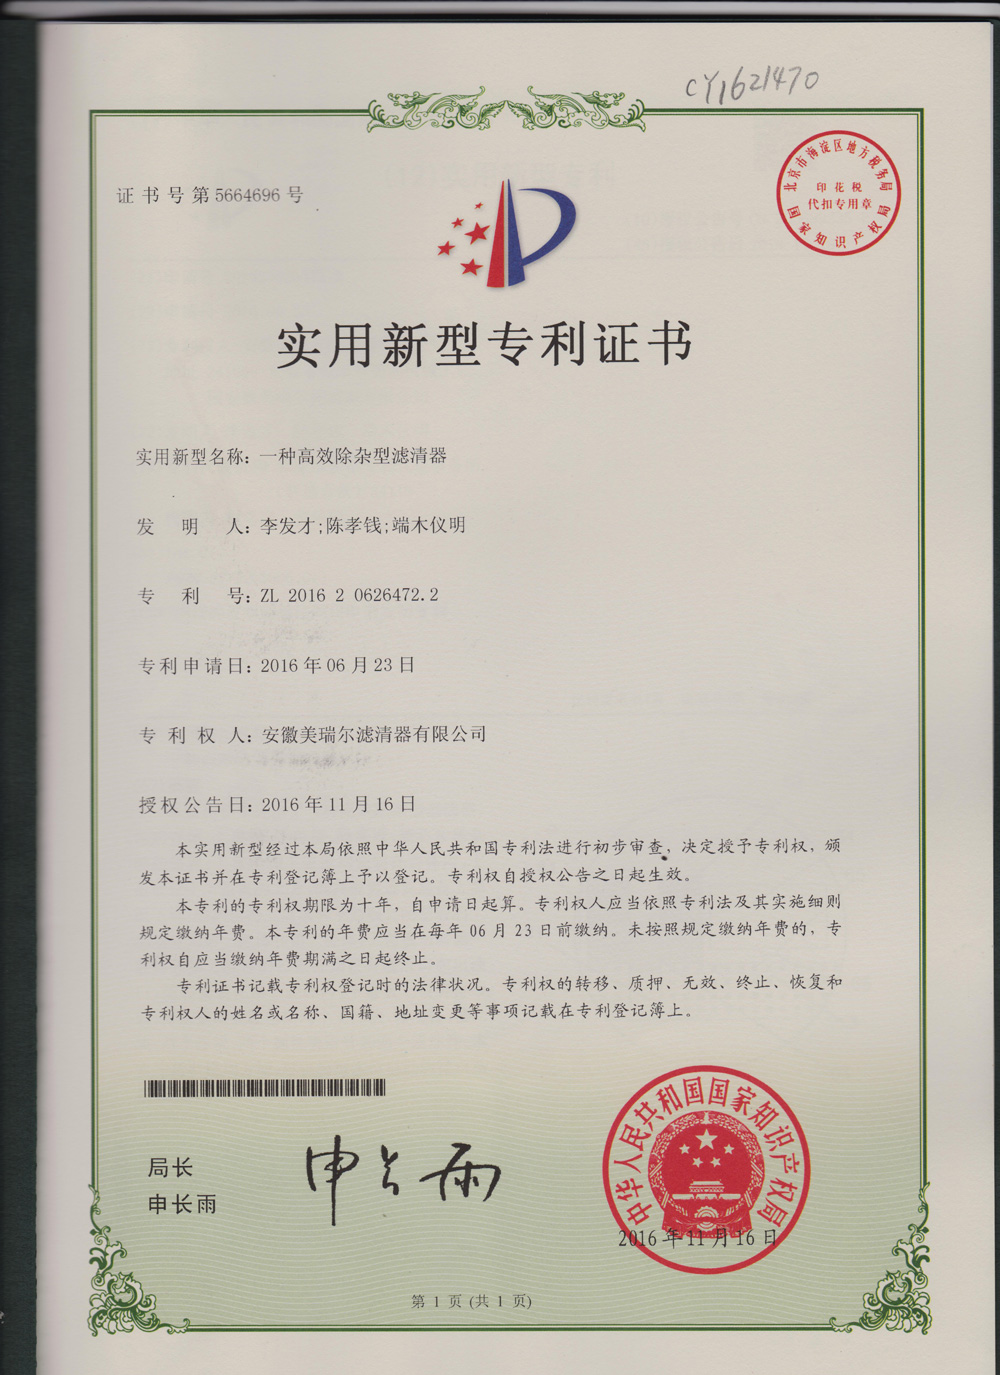 CY1621470
证书号第5664696号
北京市海淀区地方税务局
印花税
代扣专用章
国家知识产权局
实用新型专利证书
实用新型名称：一种高效除杂型滤清器
发明人：李发才;陈孝钱;端木仪明
专利号：ZL 2016 2 0626472.2
专利申请日：2016年06月23日
专利权人：安徽美瑞尔滤清器有限公司
授权公告日：2016年11月16日
本实用新型经过本局依照中华人民共和国专利法进行初步审查，决定授予专利权，颁
发本证书并在专利登记簿上予以登记。专利权自授权公告之日起生效。
本专利的专利权期限为十年，自申请日起算。专利权人应当依照专利法及其实施细则
规定缴纳年费。本专利的年费应当在每年06月23日前缴纳。未按照规定缴纳年费的，专
利权自应当缴纳年费期满之日起终止。
专利证书记载专利权登记时的法律状况。专利权的转移、质押、无效、终止、恢复和
专利权人的姓名或名称、国籍、地址变更等事项记载在专利登记簿上。
局长
申长雨
申长雨
中华人民共和国国家知识产权局
2016年11月16日
第 1 页 (共 1 页)